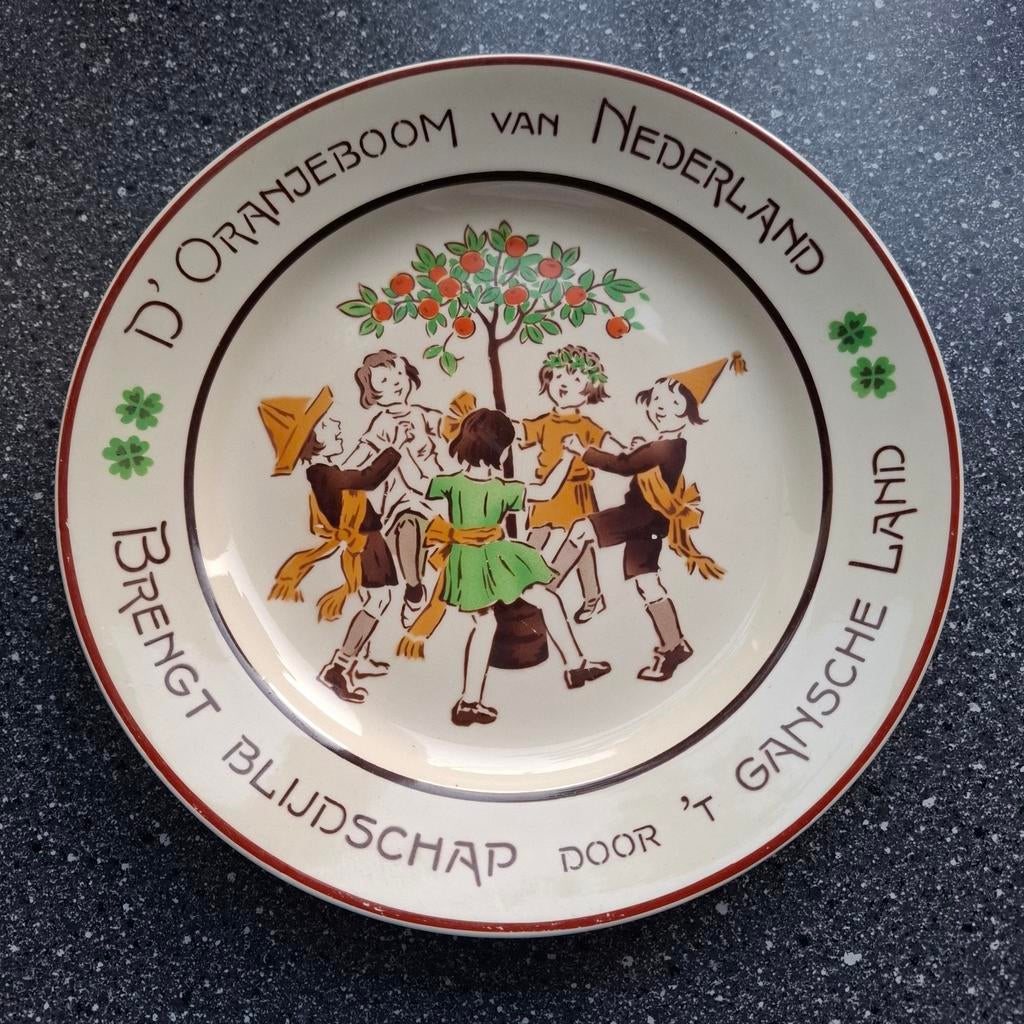 D'ORANJEBOOM VAN NEDERLAND
BRENGT BLIJDSCHAP DOOR 'T GANSCHE LAND